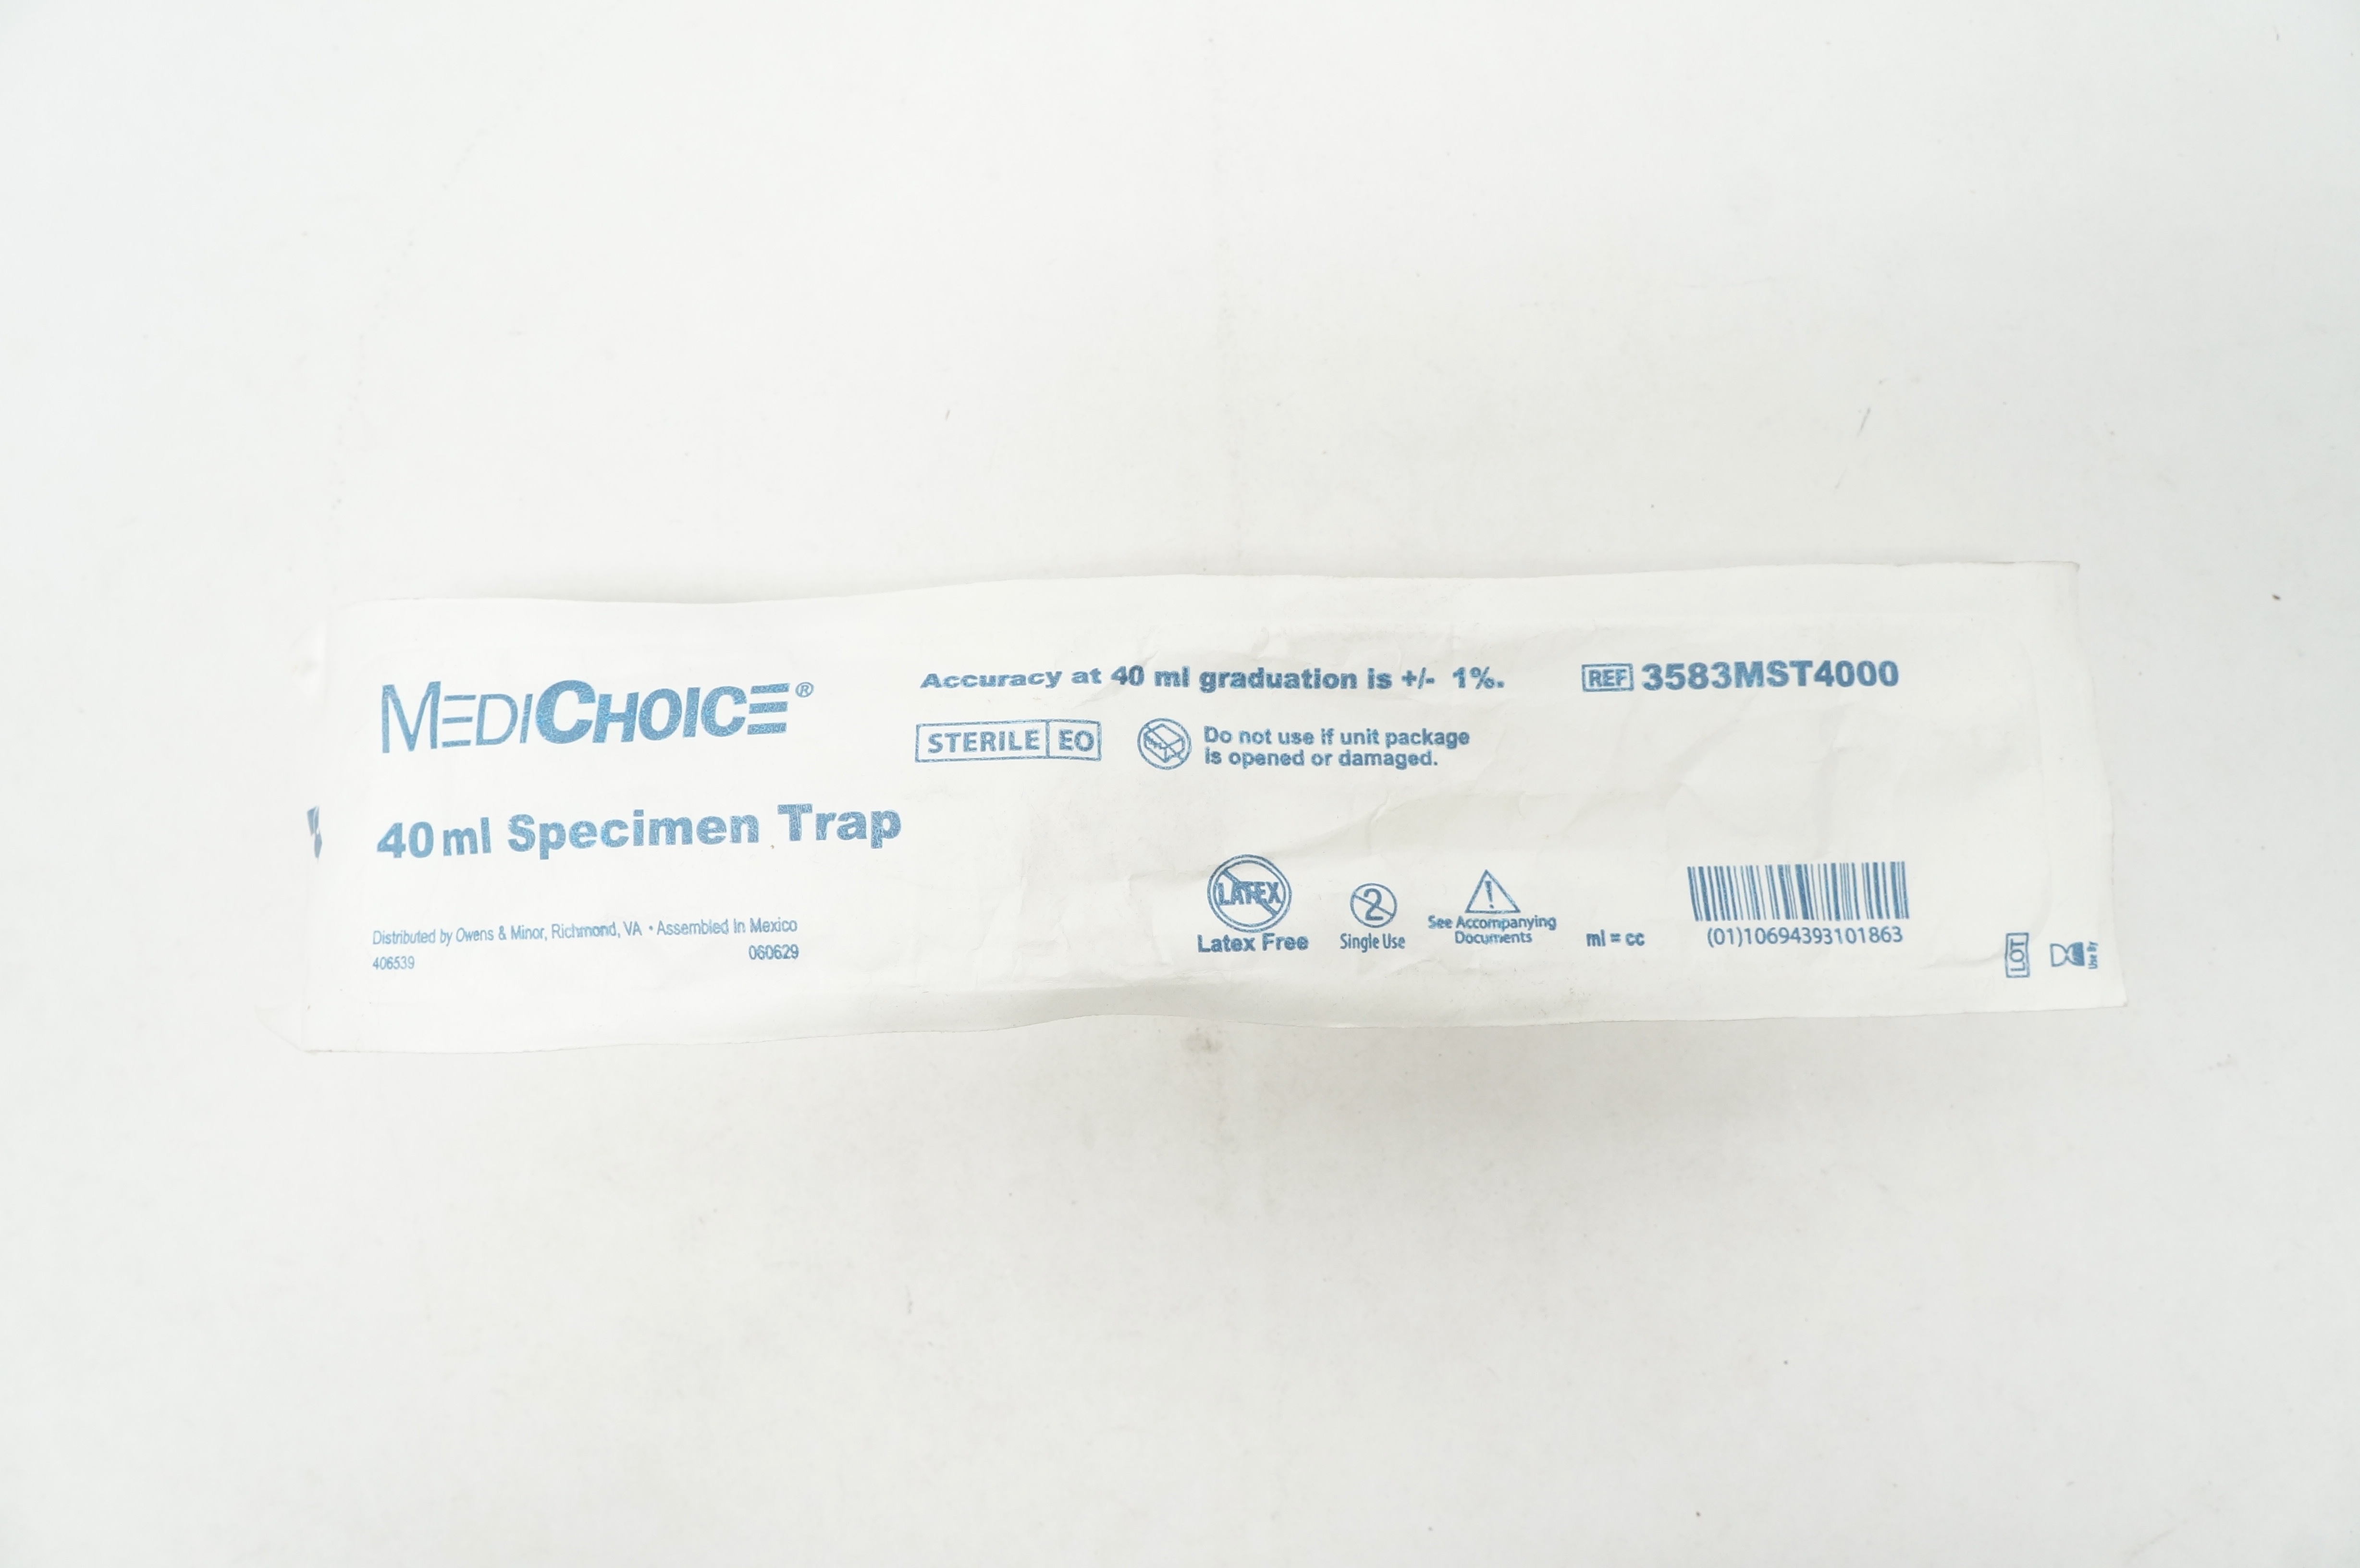 MEDICHOICE®
40 ml Specimen Trap
Distributed by Owens & Minor, Richmond, VA • Assembled In Mexico
406539
060629
Accuracy at 40 ml graduation is +/- 1%.
STERILE EO
Do not use if unit package
is opened or damaged.
REF 3583MST4000
LATEX
Latex Free
2
Single Use
!
See Accompanying
Documents
ml = cc
(01)10694393101863
LOT
Use By